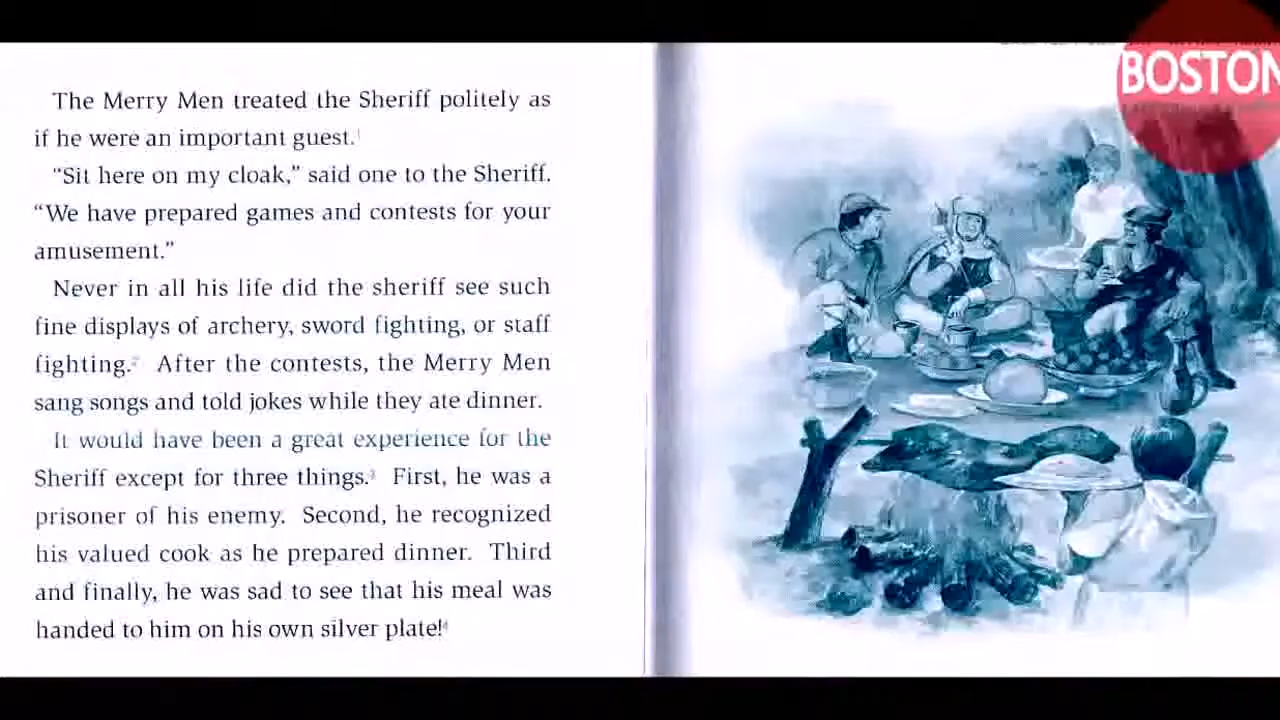 The Merry Men treated the Sheriff politely as
if he were an important guest.¹
“Sit here on my cloak,” said one to the Sheriff.
“We have prepared games and contests for your
amusement.”
Never in all his life did the sheriff see such
fine displays of archery, sword fighting, or staff
fighting.² After the contests, the Merry Men
sang songs and told jokes while they ate dinner.
It would have been a great experience for the
Sheriff except for three things.³ First, he was a
prisoner of his enemy. Second, he recognized
his valued cook as he prepared dinner. Third
and finally, he was sad to see that his meal was
handed to him on his own silver plate!⁴
BOSTON